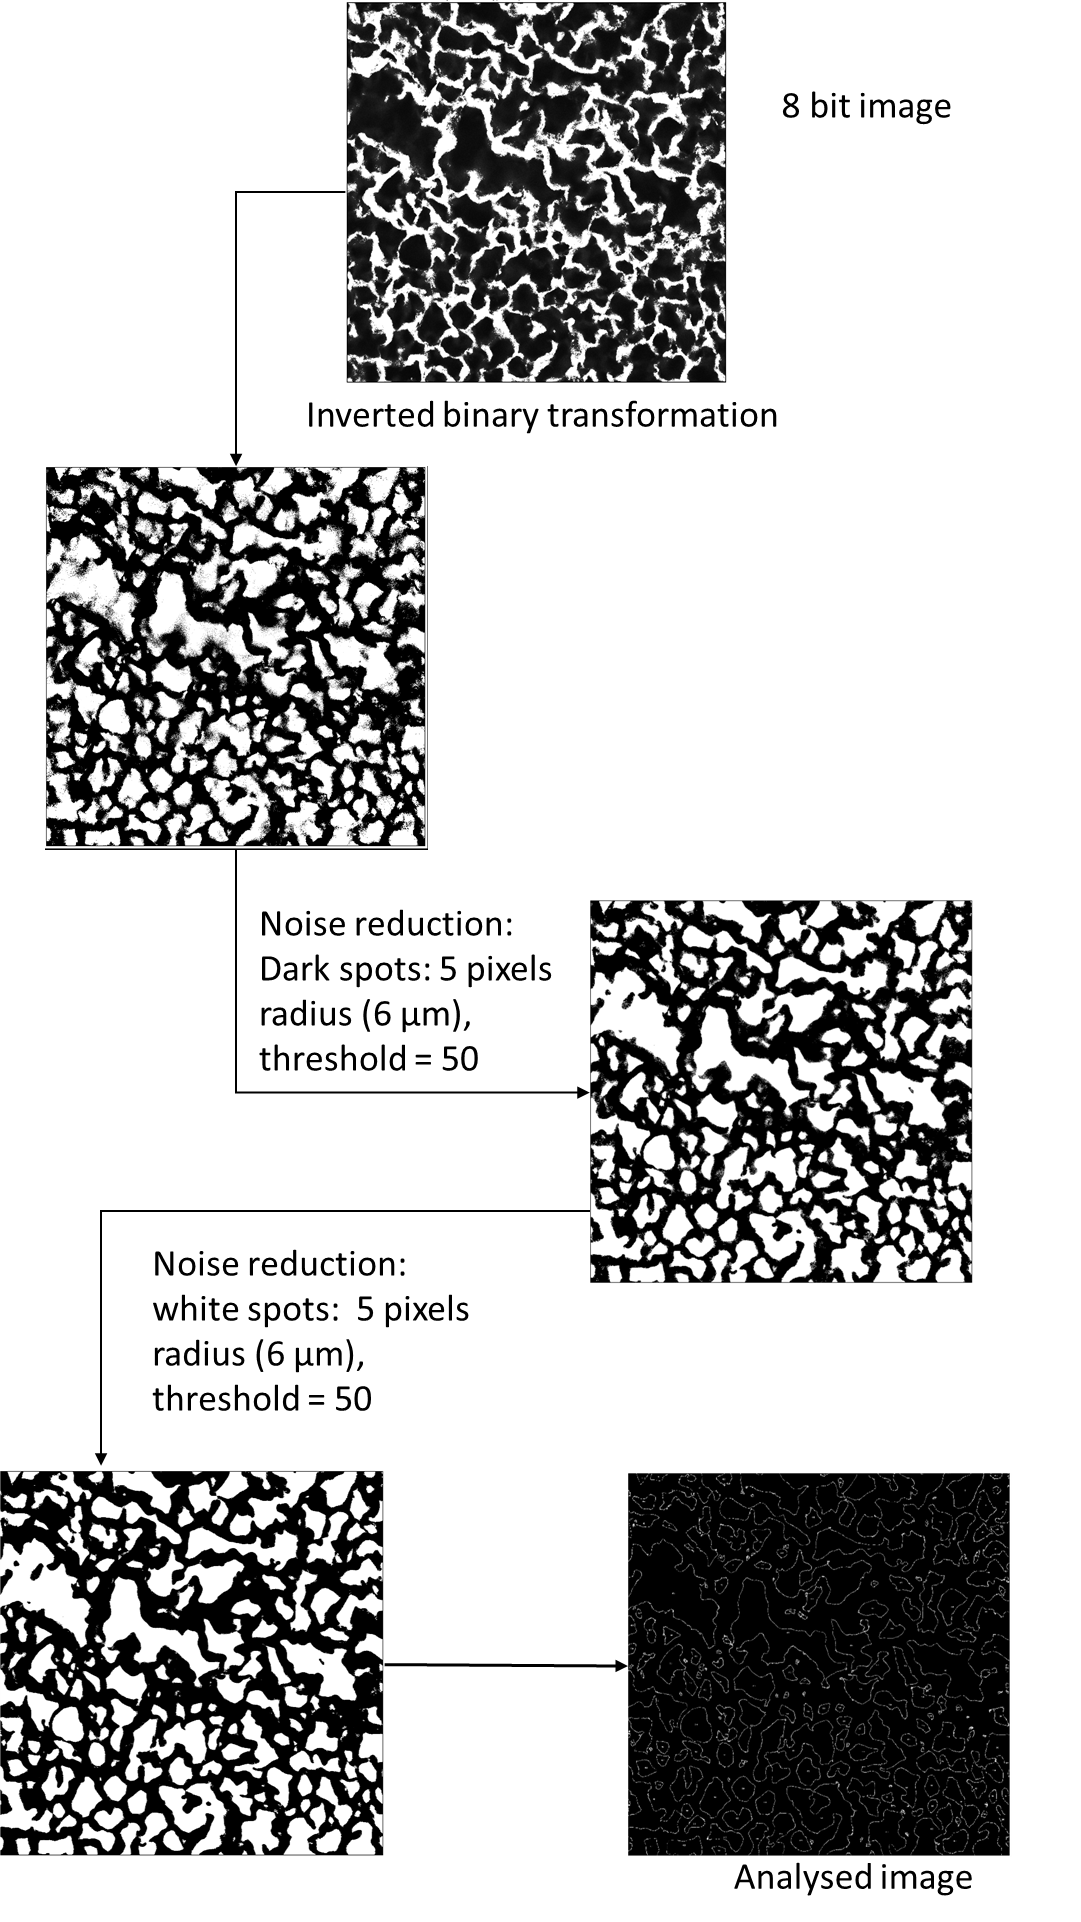 8 bit image
Inverted binary transformation
Noise reduction:
Dark spots: 5 pixels
radius (6 µm),
threshold = 50
Noise reduction:
white spots:  5 pixels
radius (6 µm),
threshold = 50
Analysed image